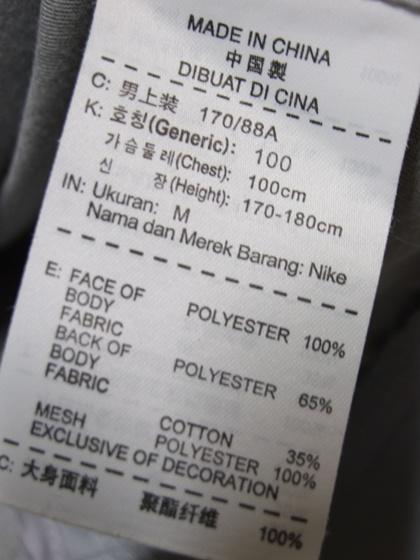 MADE IN CHINA
中国製
DIBUAT DI CINA
C: 男上装 170/88A
K: 호칭(Generic): 100
가슴둘레(Chest): 100cm
신 장(Height): 170-180cm
IN: Ukuran: M
Nama dan Merek Barang: Nike
E: FACE OF
BODY
FABRIC POLYESTER 100%
BACK OF
BODY
FABRIC POLYESTER 65%
COTTON 35%
MESH POLYESTER 100%
EXCLUSIVE OF DECORATION
C: 大身面料 聚酯纤维 100%